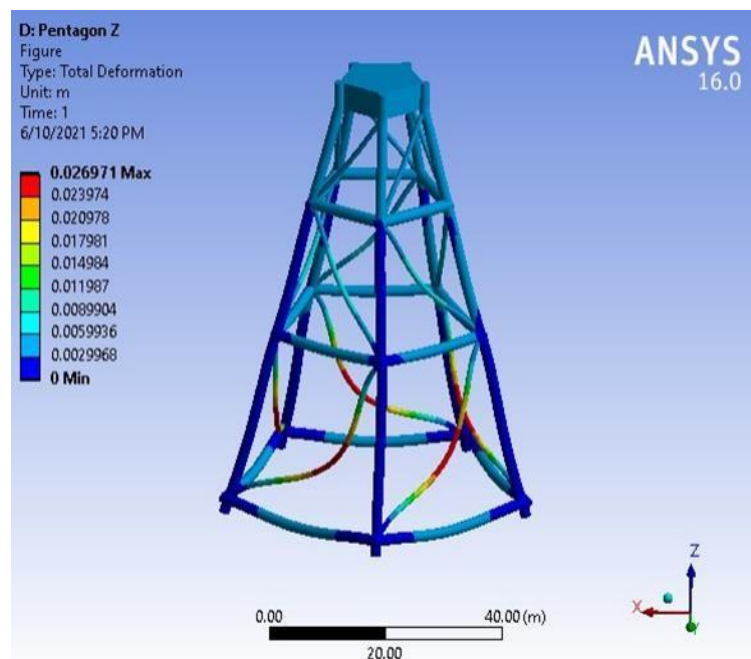 D: Pentagon Z
Figure
Type: Total Deformation
Unit: m
Time: 1
6/10/2021 5:20 PM
ANSYS
16.0
0.026971 Max
0.023974
0.020978
0.017981
0.014984
0.011987
0.0089904
0.0059936
0.0029968
0 Min
Z
X
Y
0.00 40.00 (m)
20.00